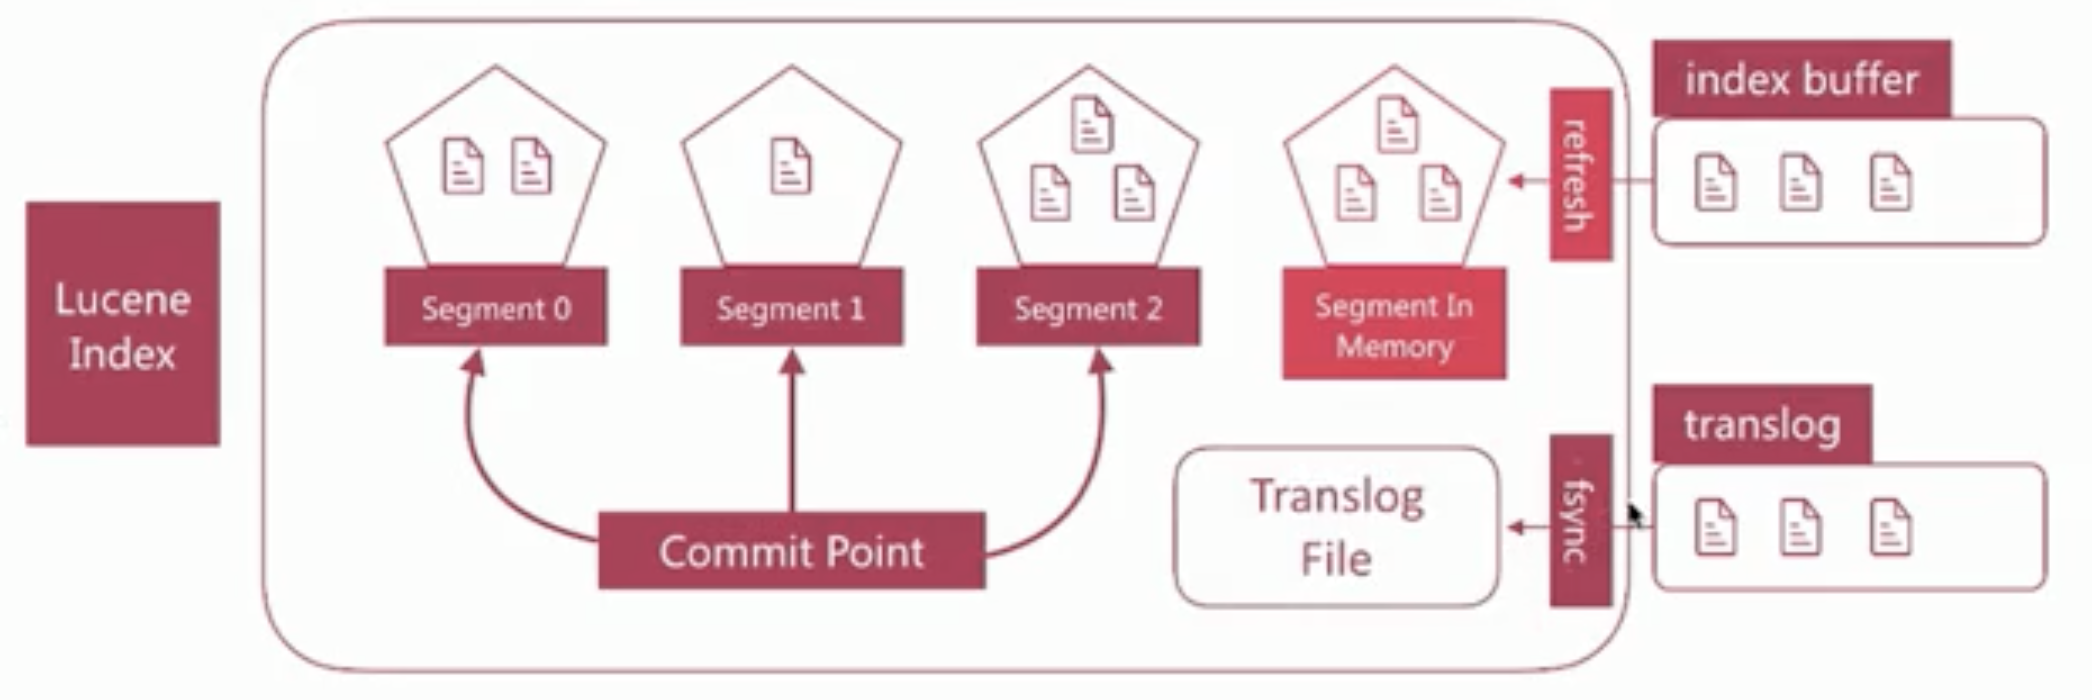 Lucene
Index
Segment 0
Segment 1
Segment 2
Segment In
Memory
refresh
index buffer
Commit Point
Translog
File
fsync
translog